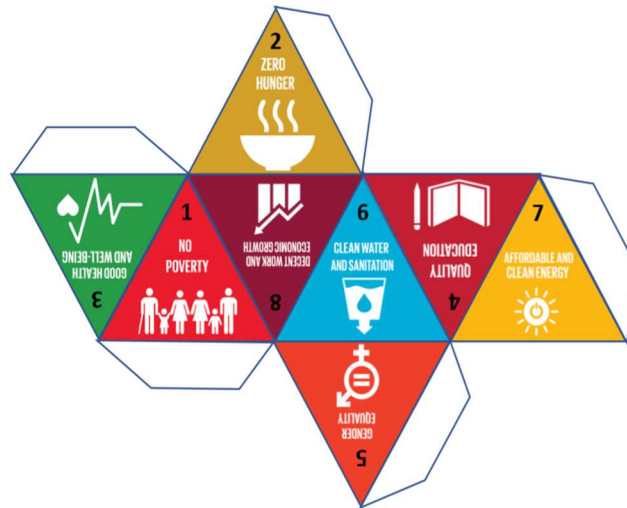 2
ZERO
HUNGER
1
NO
POVERTY
3
GOOD HEALTH
AND WELL-BEING
8
DECENT WORK AND
ECONOMIC GROWTH
6
CLEAN WATER
AND SANITATION
4
QUALITY
EDUCATION
7
AFFORDABLE AND
CLEAN ENERGY
5
GENDER
EQUALITY